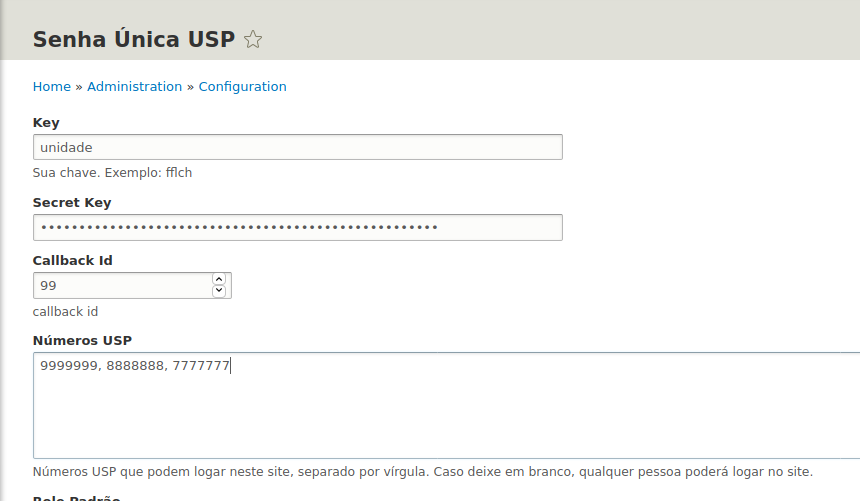 Senha Única USP
Home » Administration » Configuration
Key
unidade
Sua chave. Exemplo: fflch
Secret Key
••••••••••••••••••••••••••••••••••••••••••••••••••••
Callback Id
99
callback id
Números USP
9999999, 8888888, 7777777
Números USP que podem logar neste site, separado por vírgula. Caso deixe em branco, qualquer pessoa poderá logar no site.
Role Padrão